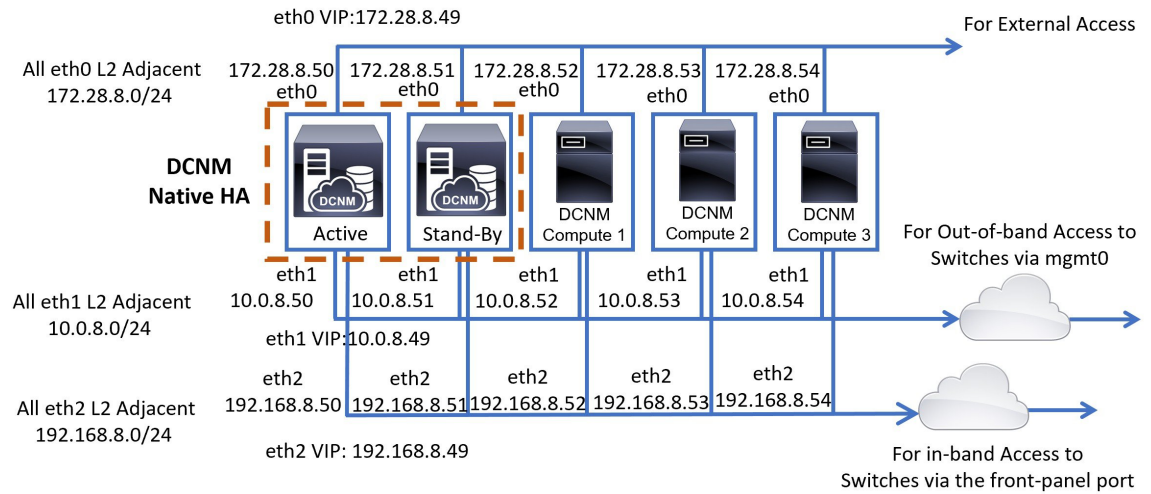 eth0 VIP:172.28.8.49
For External Access
All eth0 L2 Adjacent
172.28.8.0/24
172.28.8.50
eth0
172.28.8.51
eth0
172.28.8.52
eth0
172.28.8.53
eth0
172.28.8.54
eth0
DCNM
Native HA
DCNM
Active
DCNM
Stand-By
DCNM
Compute 1
DCNM
Compute 2
DCNM
Compute 3
For Out-of-band Access to
Switches via mgmt0
All eth1 L2 Adjacent
10.0.8.0/24
eth1
10.0.8.50
eth1
10.0.8.51
eth1
10.0.8.52
eth1
10.0.8.53
eth1
10.0.8.54
eth1 VIP:10.0.8.49
All eth2 L2 Adjacent
192.168.8.0/24
eth2
192.168.8.50
eth2
192.168.8.51
eth2
192.168.8.52
eth2
192.168.8.53
eth2
192.168.8.54
eth2 VIP: 192.168.8.49
For in-band Access to
Switches via the front-panel port